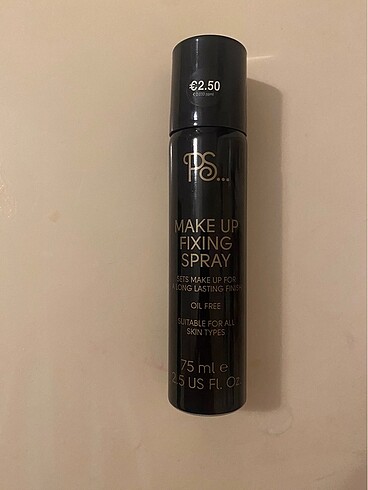 €2.50
PS...
MAKE UP
FIXING
SPRAY
SETS MAKE UP FOR
LONG LASTING FINISH
OIL FREE
SUITABLE FOR ALL
SKIN TYPES
75 ml e
2.5 US Fl. Oz.